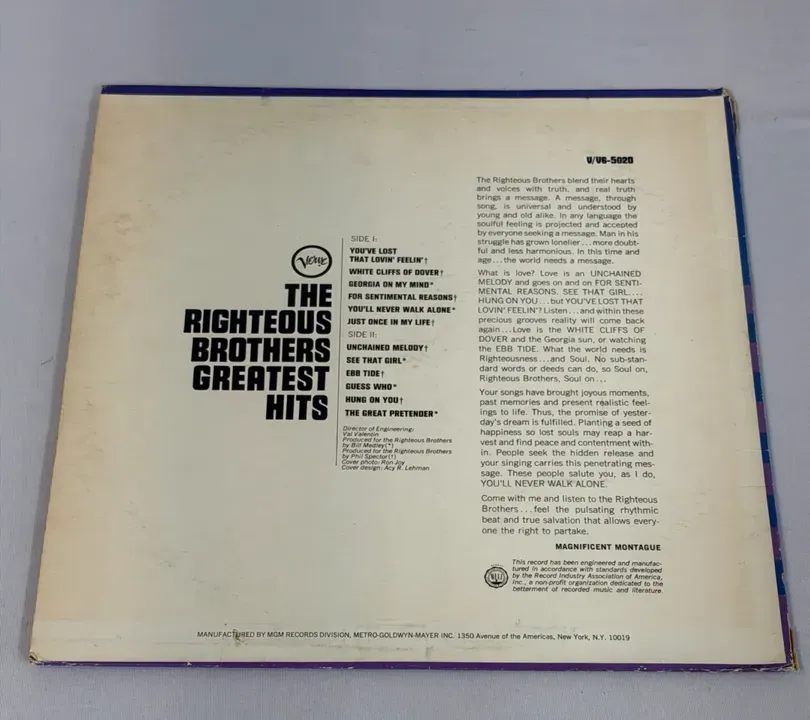 V/V6-5020
Verve
THE
RIGHTEOUS
BROTHERS
GREATEST
HITS
SIDE I:
YOU'VE LOST
THAT LOVIN' FEELIN'†
WHITE CLIFFS OF DOVER†
GEORGIA ON MY MIND*
FOR SENTIMENTAL REASONS†
YOU'LL NEVER WALK ALONE*
JUST ONCE IN MY LIFE†
SIDE II:
UNCHAINED MELODY†
SEE THAT GIRL*
EBB TIDE†
GUESS WHO*
HUNG ON YOU†
THE GREAT PRETENDER*
Director of Engineering:
Val Valentin
Produced for the Righteous Brothers
by Bill Medley(*)
Produced for the Righteous Brothers
by Phil Spector(†)
Cover photo: Ron Joy
Cover design: Acy R. Lehman
The Righteous Brothers blend their hearts
and voices with truth, and real truth
brings a message. A message, through
song, is universal and understood by
young and old alike. In any language the
soulful feeling is projected and accepted
by everyone seeking a message. Man in his
struggle has grown lonelier...more doubt-
ful and less harmonious. In this time and
age...the world needs a message.
What is love? Love is an UNCHAINED
MELODY and goes on and on FOR SENTI-
MENTAL REASONS. SEE THAT GIRL....
HUNG ON YOU...but YOU'VE LOST THAT
LOVIN' FEELIN'? Listen...and within these
precious grooves reality will come back
again...Love is the WHITE CLIFFS OF
DOVER and the Georgia sun, or watching
the EBB TIDE. What the world needs is
Righteousness...and Soul. No sub-stan-
dard words or deeds can do, so Soul on,
Righteous Brothers, Soul on...
Your songs have brought joyous moments,
past memories and present realistic feel-
ings to life. Thus, the promise of yester-
day's dream is fulfilled. Planting a seed of
happiness so lost souls may reap a har-
vest and find peace and contentment with-
in. People seek the hidden release and
your singing carries this penetrating mes-
sage. These people salute you, as I do,
YOU'LL NEVER WALK ALONE.
Come with me and listen to the Righteous
Brothers...feel the pulsating rhythmic
beat and true salvation that allows every-
one the right to partake.
MAGNIFICENT MONTAGUE
This record has been engineered and manufac-
tured in accordance with standards developed
by the Record Industry Association of America,
Inc., a non-profit organization dedicated to the
betterment of recorded music and literature.
MANUFACTURED BY MGM RECORDS DIVISION, METRO-GOLDWYN-MAYER INC. 1350 Avenue of the Americas, New York, N.Y. 10019